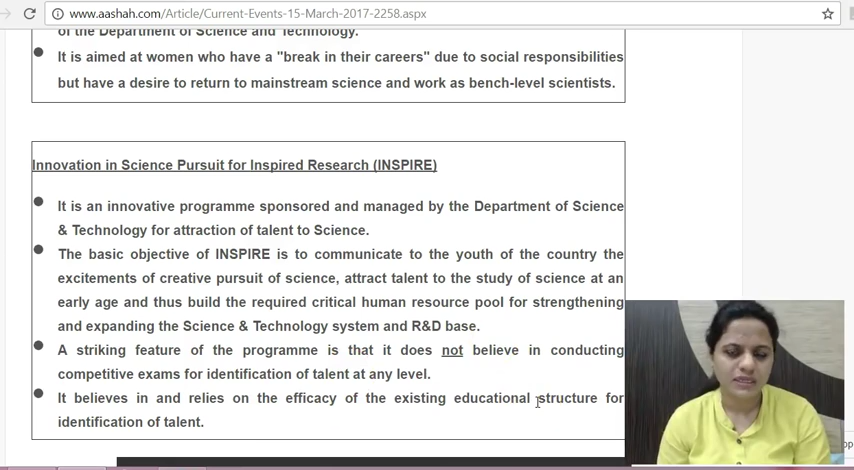 www.aashah.com/Article/Current-Events-15-March-2017-2258.aspx
of the Department of Science and Technology.
It is aimed at women who have a "break in their careers" due to social responsibilities
but have a desire to return to mainstream science and work as bench-level scientists.
Innovation in Science Pursuit for Inspired Research (INSPIRE)
It is an innovative programme sponsored and managed by the Department of Science
& Technology for attraction of talent to Science.
The basic objective of INSPIRE is to communicate to the youth of the country the
excitements of creative pursuit of science, attract talent to the study of science at an
early age and thus build the required critical human resource pool for strengthening
and expanding the Science & Technology system and R&D base.
A striking feature of the programme is that it does not believe in conducting
competitive exams for identification of talent at any level.
It believes in and relies on the efficacy of the existing educational structure for
identification of talent.